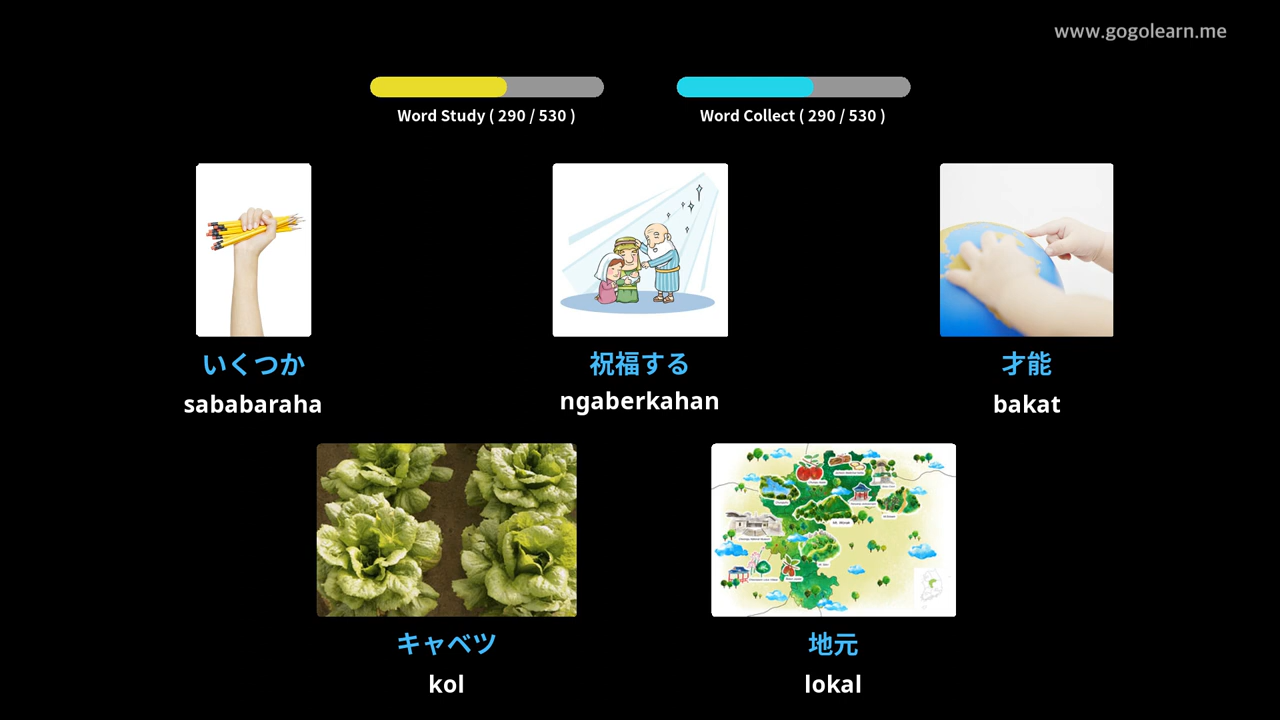 www.gogolearn.me
Word Study ( 290 / 530 )
Word Collect ( 290 / 530 )
いくつか
sababaraha
祝福する
ngaberkahan
才能
bakat
キャベツ
kol
地元
lokal